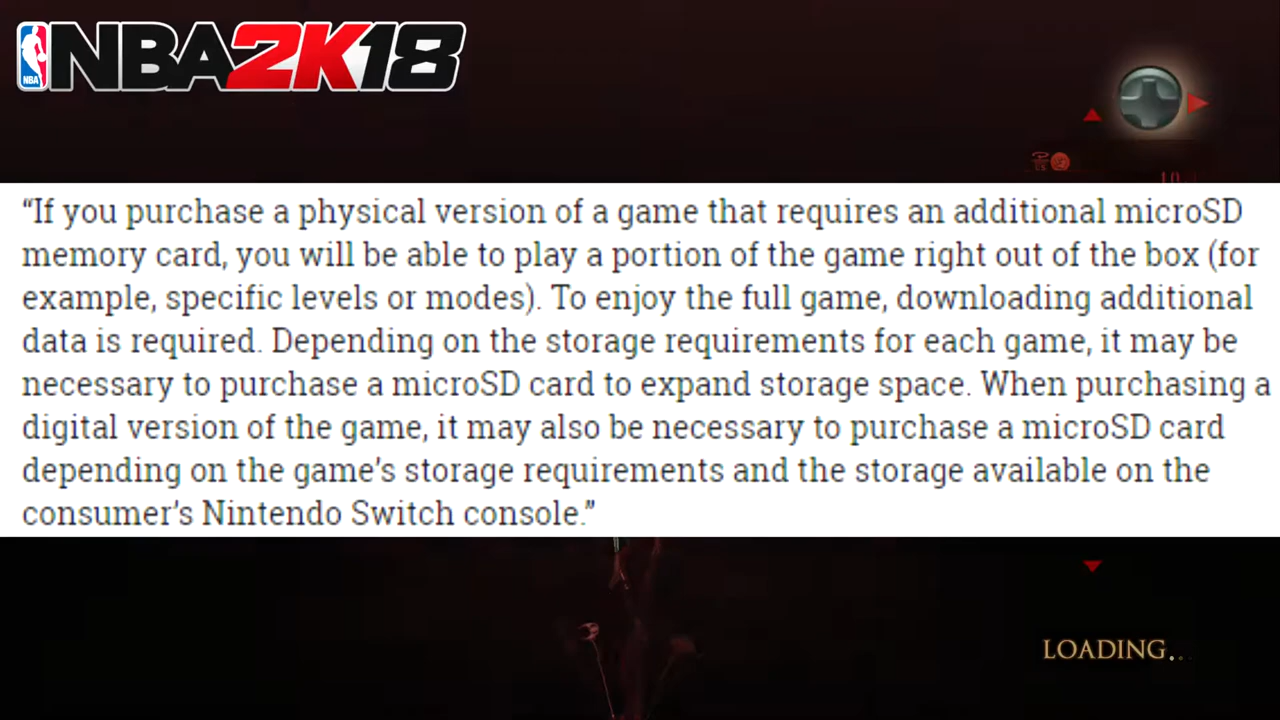 NBA NBA2K18
“If you purchase a physical version of a game that requires an additional microSD
memory card, you will be able to play a portion of the game right out of the box (for
example, specific levels or modes). To enjoy the full game, downloading additional
data is required. Depending on the storage requirements for each game, it may be
necessary to purchase a microSD card to expand storage space. When purchasing a
digital version of the game, it may also be necessary to purchase a microSD card
depending on the game’s storage requirements and the storage available on the
consumer’s Nintendo Switch console.”
LOADING...